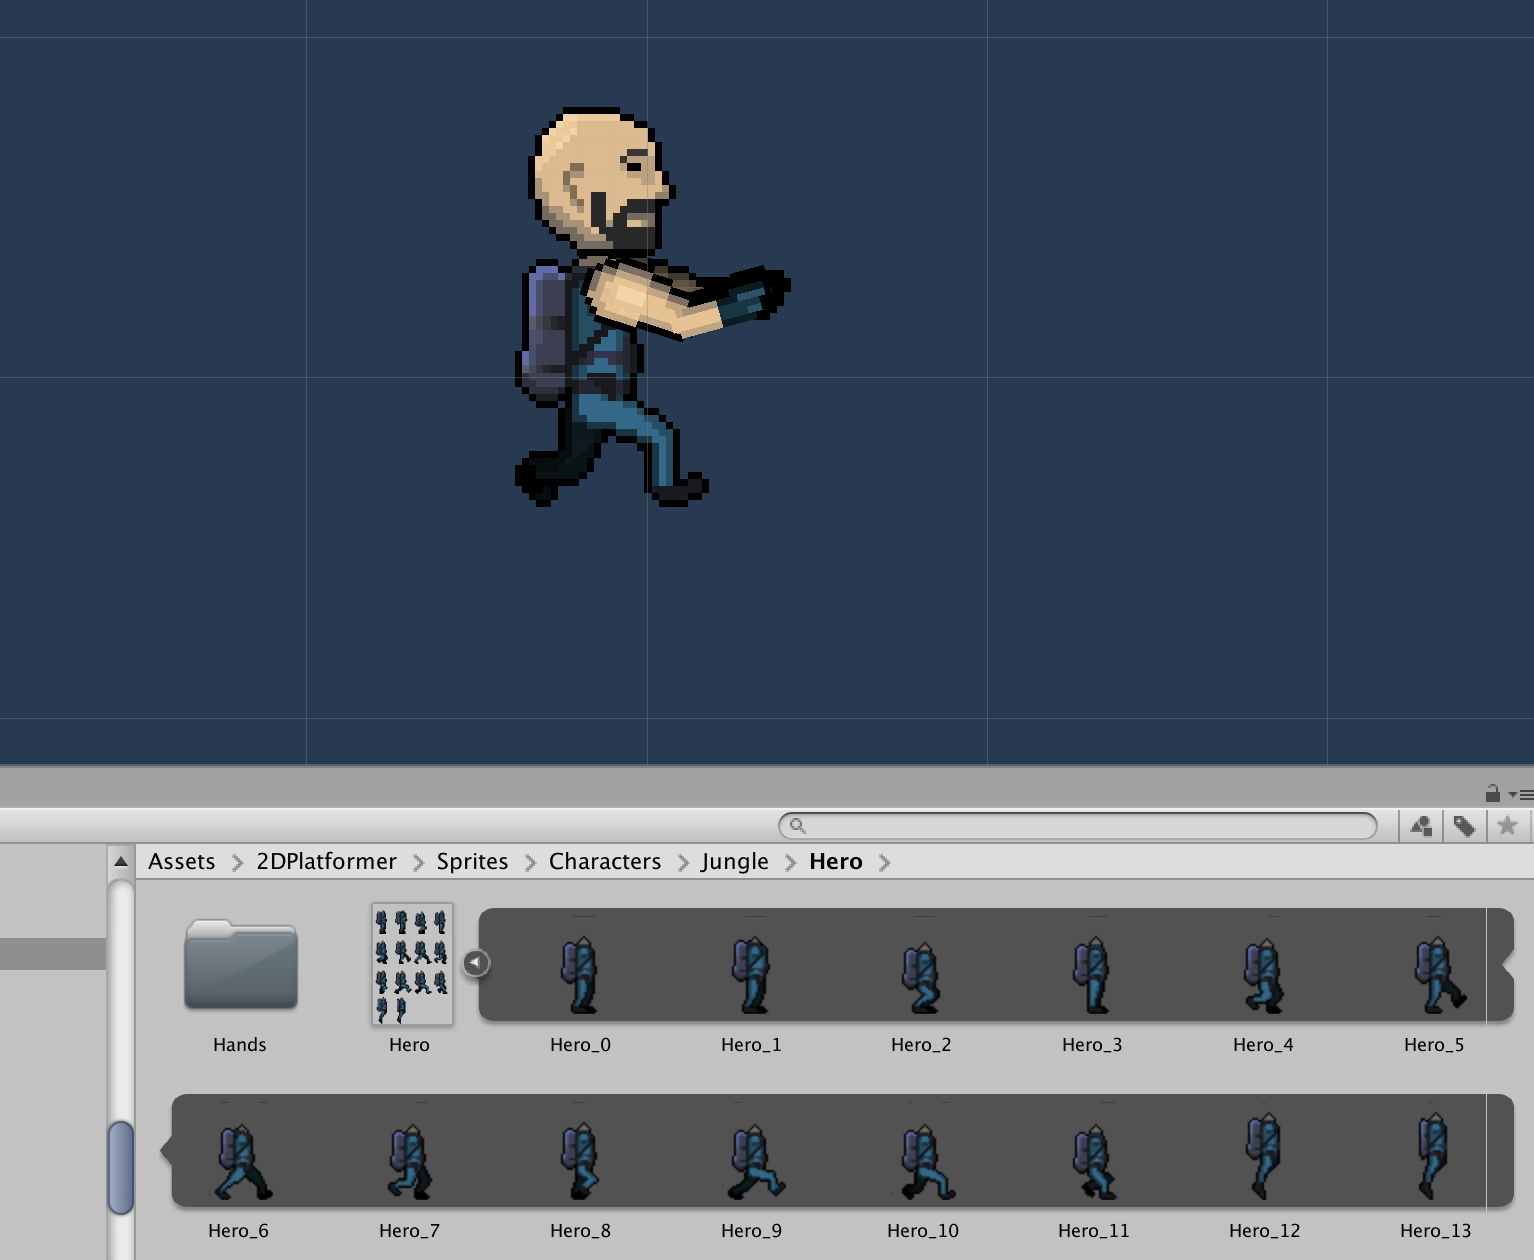 Assets 2DPlatformer Sprites Characters Jungle Hero
Hands Hero Hero_0 Hero_1 Hero_2 Hero_3 Hero_4 Hero_5
Hero_6 Hero_7 Hero_8 Hero_9 Hero_10 Hero_11 Hero_12 Hero_13